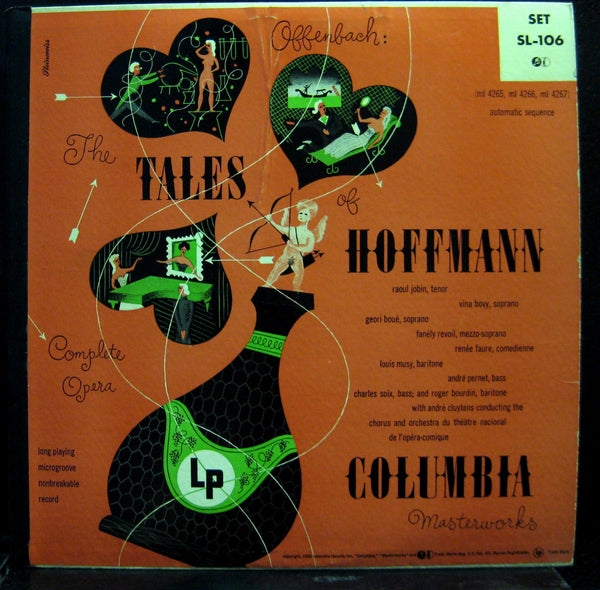 Steinweiss
Offenbach:
SET
SL-106
(ml 4265, ml 4266, ml 4267)
automatic sequence
The
TALES
of
HOFFMANN
raoul jobin, tenor
vina bovy, soprano
geori boué, soprano
fanély revoil, mezzo-soprano
renée faure, comedienne
louis musy, baritone
andré pernet, bass
charles soix, bass; and roger bourdin, baritone
with andré cluytens conducting the
chorus and orchestra du théatre national
de l'opéra-comique
Complete
Opera
long playing
microgroove
nonbreakable
record
LP
COLUMBIA
Masterworks